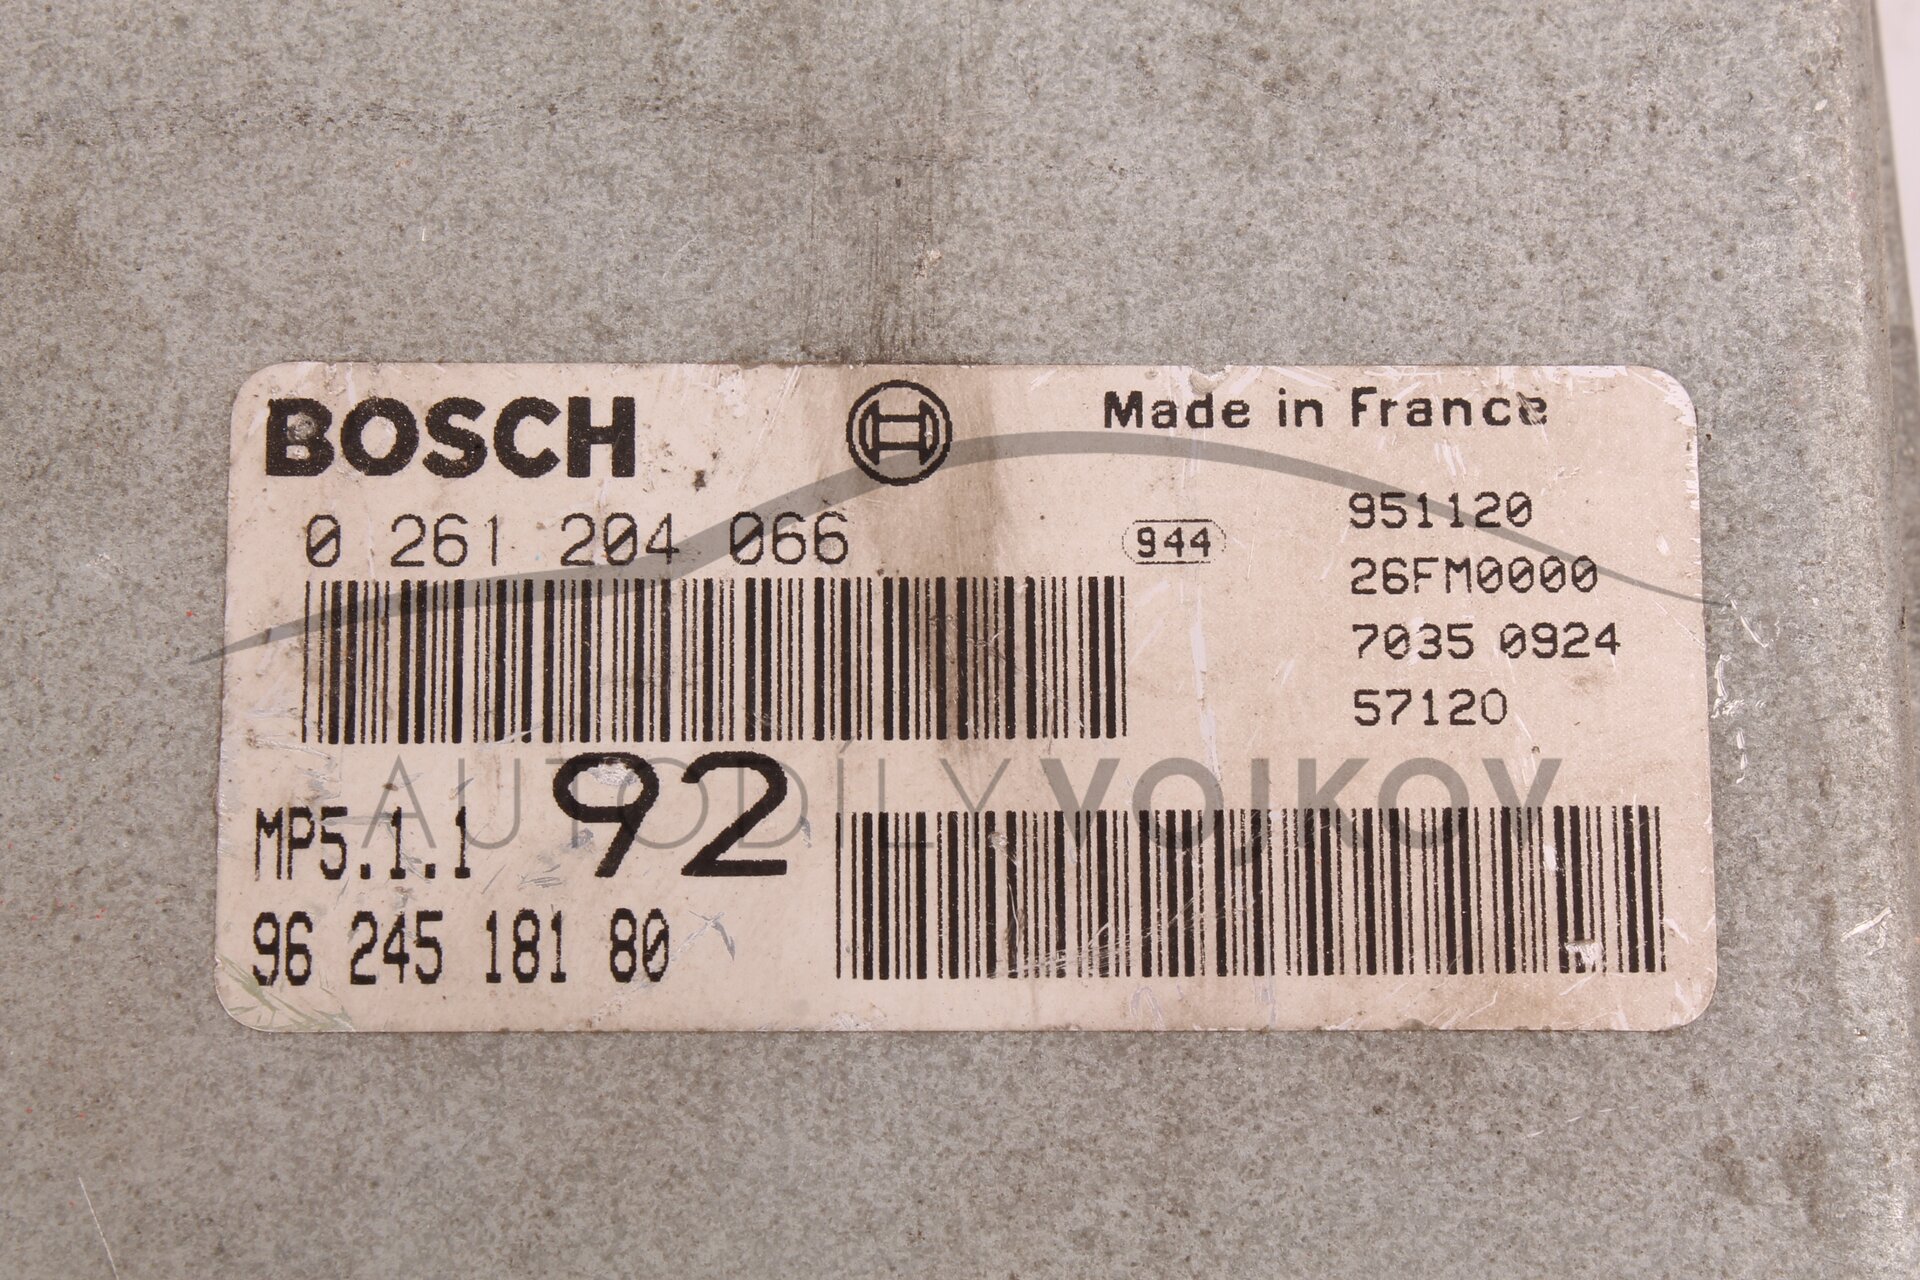 BOSCH
Made in France
0 261 204 066
944
951120
26FM0000
7035 0924
57120
AUTODÍLY VOJKOV
MP5.1.1 92
96 245 181 80